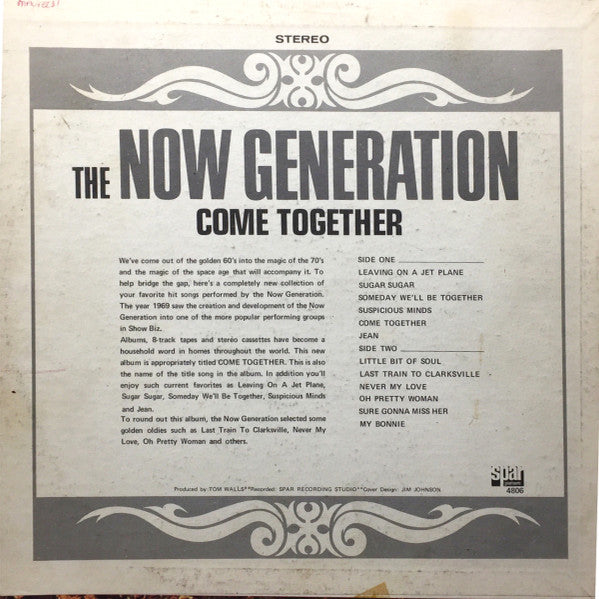 STEREO
THE NOW GENERATION
COME TOGETHER
We've come out of the golden 60's into the magic of the 70's
and the magic of the space age that will accompany it. To
help bridge the gap, here's a completely new collection of
your favorite hit songs performed by the Now Generation.
The year 1969 saw the creation and development of the Now
Generation into one of the more popular performing groups
in Show Biz.
Albums, 8-track tapes and stereo cassettes have become a
household word in homes throughout the world. This new
album is appropriately titled COME TOGETHER. This is also
the name of the title song in the album. In addition you'll
enjoy such current favorites as Leaving On A Jet Plane,
Sugar Sugar, Someday We'll Be Together, Suspicious Minds
and Jean.
To round out this album, the Now Generation selected some
golden oldies such as Last Train To Clarksville, Never My
Love, Oh Pretty Woman and others.
SIDE ONE
LEAVING ON A JET PLANE
SUGAR SUGAR
SOMEDAY WE'LL BE TOGETHER
SUSPICIOUS MINDS
COME TOGETHER
JEAN
SIDE TWO
LITTLE BIT OF SOUL
LAST TRAIN TO CLARKSVILLE
NEVER MY LOVE
OH PRETTY WOMAN
SURE GONNA MISS HER
MY BONNIE
spar
4806
Produced by: TOM WALLS**Recorded: SPAR RECORDING STUDIO**Cover Design: JIM JOHNSON